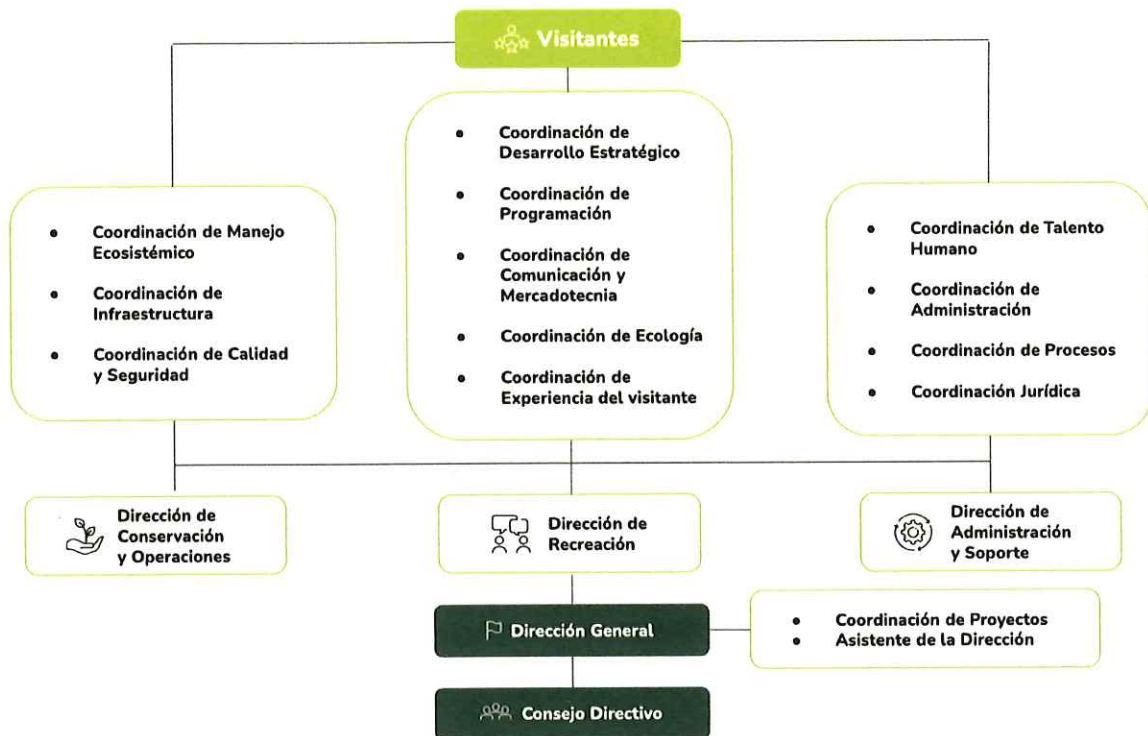 Visitantes
Coordinación de Manejo
Ecosistémico
Coordinación de
Infraestructura
Coordinación de Calidad
y Seguridad
Coordinación de
Desarrollo Estratégico
Coordinación de
Programación
Coordinación de
Comunicación y
Mercadotecnia
Coordinación de Ecología
Coordinación de
Experiencia del visitante
Coordinación de Talento
Humano
Coordinación de
Administración
Coordinación de Procesos
Coordinación Jurídica
Dirección de
Conservación
y Operaciones
Dirección de
Recreación
Dirección de
Administración
y Soporte
Dirección General
Coordinación de Proyectos
Asistente de la Dirección
Consejo Directivo